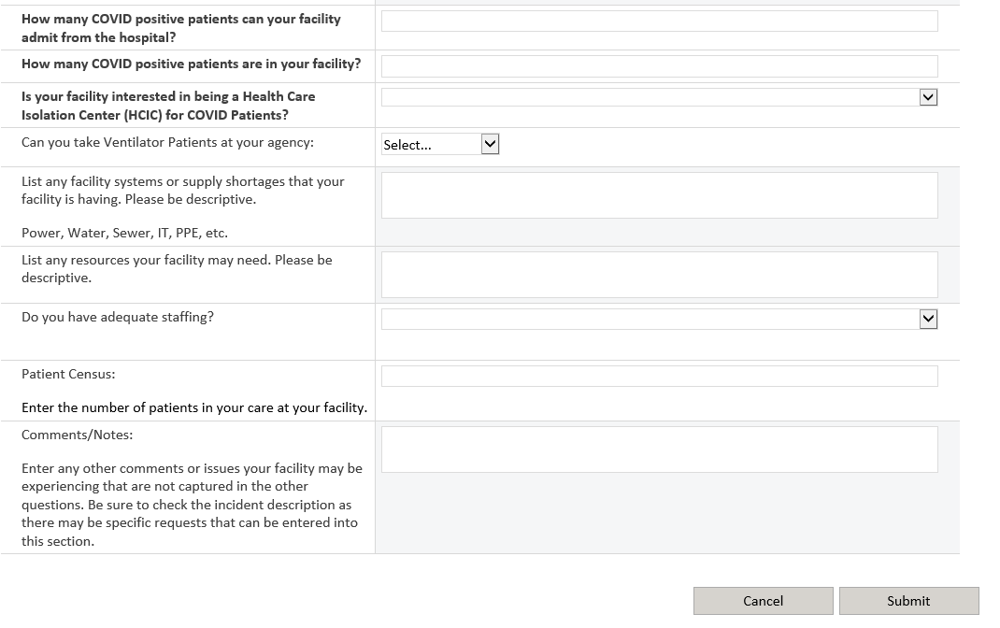 How many COVID positive patients can your facility
admit from the hospital?
How many COVID positive patients are in your facility?
Is your facility interested in being a Health Care
Isolation Center (HCIC) for COVID Patients?
Can you take Ventilator Patients at your agency:
Select...
List any facility systems or supply shortages that your
facility is having. Please be descriptive.
Power, Water, Sewer, IT, PPE, etc.
List any resources your facility may need. Please be
descriptive.
Do you have adequate staffing?
Patient Census:
Enter the number of patients in your care at your facility.
Comments/Notes:
Enter any other comments or issues your facility may be
experiencing that are not captured in the other
questions. Be sure to check the incident description as
there may be specific requests that can be entered into
this section.
Cancel
Submit